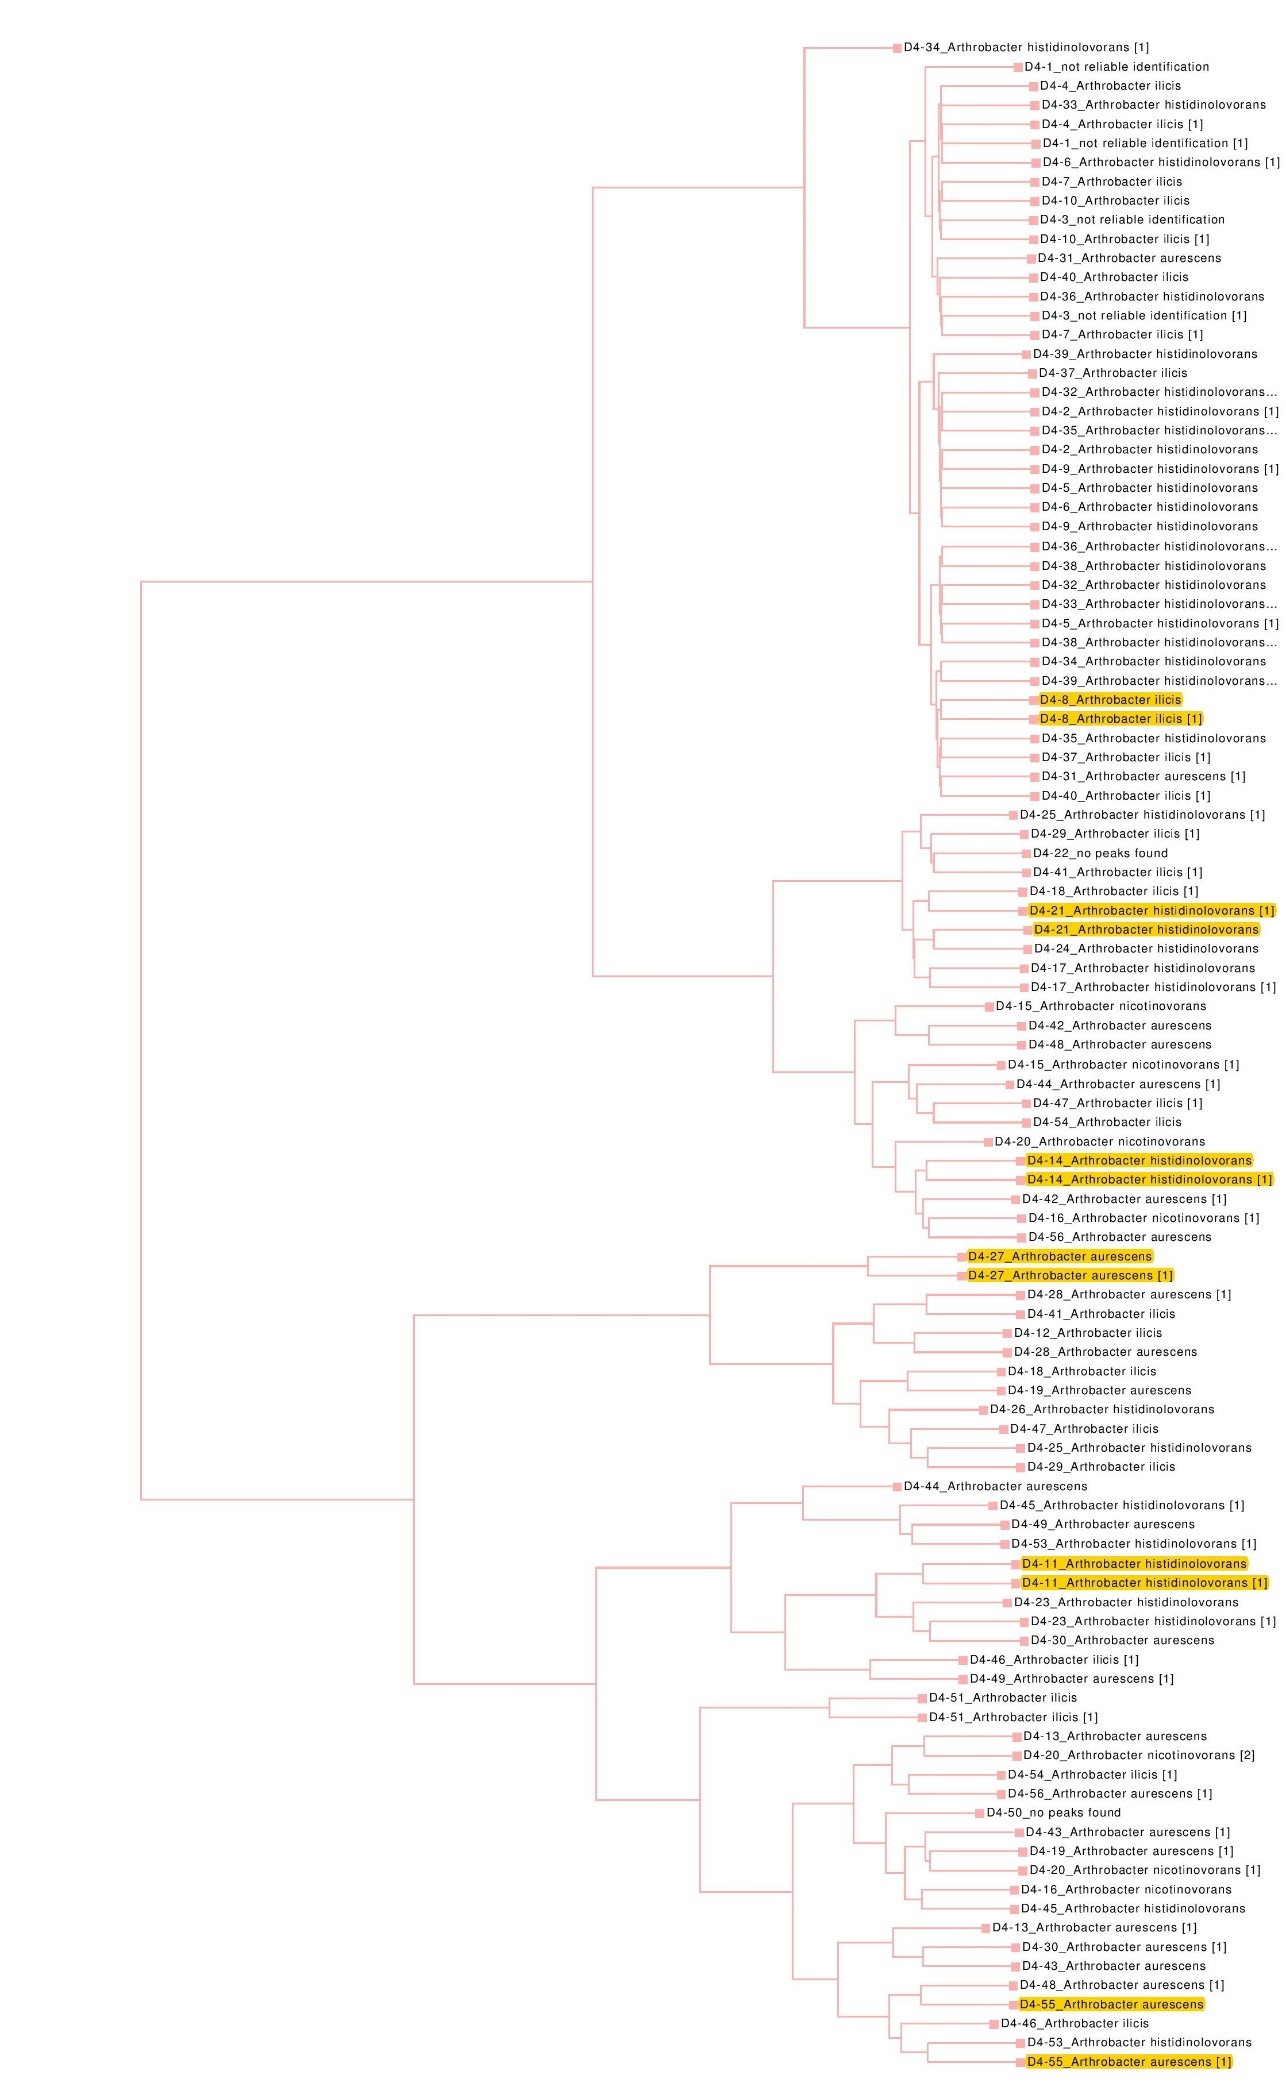 D4-34_Arthrobacter histidinolovorans [1]
D4-1_not reliable identification
D4-4_Arthrobacter ilicis
D4-33_Arthrobacter histidinolovorans
D4-4_Arthrobacter ilicis [1]
D4-1_not reliable identification [1]
D4-6_Arthrobacter histidinolovorans [1]
D4-7_Arthrobacter ilicis
D4-10_Arthrobacter ilicis
D4-3_not reliable identification
D4-10_Arthrobacter ilicis [1]
D4-31_Arthrobacter aurescens
D4-40_Arthrobacter ilicis
D4-36_Arthrobacter histidinolovorans
D4-3_not reliable identification [1]
D4-7_Arthrobacter ilicis [1]
D4-39_Arthrobacter histidinolovorans
D4-37_Arthrobacter ilicis
D4-32_Arthrobacter histidinolovorans...
D4-2_Arthrobacter histidinolovorans [1]
D4-35_Arthrobacter histidinolovorans...
D4-2_Arthrobacter histidinolovorans
D4-9_Arthrobacter histidinolovorans [1]
D4-5_Arthrobacter histidinolovorans
D4-6_Arthrobacter histidinolovorans
D4-9_Arthrobacter histidinolovorans
D4-36_Arthrobacter histidinolovorans...
D4-38_Arthrobacter histidinolovorans
D4-32_Arthrobacter histidinolovorans
D4-33_Arthrobacter histidinolovorans...
D4-5_Arthrobacter histidinolovorans [1]
D4-38_Arthrobacter histidinolovorans...
D4-34_Arthrobacter histidinolovorans
D4-39_Arthrobacter histidinolovorans...
D4-8_Arthrobacter ilicis
D4-8_Arthrobacter ilicis [1]
D4-35_Arthrobacter histidinolovorans
D4-37_Arthrobacter ilicis [1]
D4-31_Arthrobacter aurescens [1]
D4-40_Arthrobacter ilicis [1]
D4-25_Arthrobacter histidinolovorans [1]
D4-29_Arthrobacter ilicis [1]
D4-22_no peaks found
D4-41_Arthrobacter ilicis [1]
D4-18_Arthrobacter ilicis [1]
D4-21_Arthrobacter histidinolovorans [1]
D4-21_Arthrobacter histidinolovorans
D4-24_Arthrobacter histidinolovorans
D4-17_Arthrobacter histidinolovorans
D4-17_Arthrobacter histidinolovorans [1]
D4-15_Arthrobacter nicotinovorans
D4-42_Arthrobacter aurescens
D4-48_Arthrobacter aurescens
D4-15_Arthrobacter nicotinovorans [1]
D4-44_Arthrobacter aurescens [1]
D4-47_Arthrobacter ilicis [1]
D4-54_Arthrobacter ilicis
D4-20_Arthrobacter nicotinovorans
D4-14_Arthrobacter histidinolovorans
D4-14_Arthrobacter histidinolovorans [1]
D4-42_Arthrobacter aurescens [1]
D4-16_Arthrobacter nicotinovorans [1]
D4-56_Arthrobacter aurescens
D4-27_Arthrobacter aurescens
D4-27_Arthrobacter aurescens [1]
D4-28_Arthrobacter aurescens [1]
D4-41_Arthrobacter ilicis
D4-12_Arthrobacter ilicis
D4-28_Arthrobacter aurescens
D4-18_Arthrobacter ilicis
D4-19_Arthrobacter aurescens
D4-26_Arthrobacter histidinolovorans
D4-47_Arthrobacter ilicis
D4-25_Arthrobacter histidinolovorans
D4-29_Arthrobacter ilicis
D4-44_Arthrobacter aurescens
D4-45_Arthrobacter histidinolovorans [1]
D4-49_Arthrobacter aurescens
D4-53_Arthrobacter histidinolovorans [1]
D4-11_Arthrobacter histidinolovorans
D4-11_Arthrobacter histidinolovorans [1]
D4-23_Arthrobacter histidinolovorans
D4-23_Arthrobacter histidinolovorans [1]
D4-30_Arthrobacter aurescens
D4-46_Arthrobacter ilicis [1]
D4-49_Arthrobacter aurescens [1]
D4-51_Arthrobacter ilicis
D4-51_Arthrobacter ilicis [1]
D4-13_Arthrobacter aurescens
D4-20_Arthrobacter nicotinovorans [2]
D4-54_Arthrobacter ilicis [1]
D4-56_Arthrobacter aurescens [1]
D4-50_no peaks found
D4-43_Arthrobacter aurescens [1]
D4-19_Arthrobacter aurescens [1]
D4-20_Arthrobacter nicotinovorans [1]
D4-16_Arthrobacter nicotinovorans
D4-45_Arthrobacter histidinolovorans
D4-13_Arthrobacter aurescens [1]
D4-30_Arthrobacter aurescens [1]
D4-43_Arthrobacter aurescens
D4-48_Arthrobacter aurescens [1]
D4-55_Arthrobacter aurescens
D4-46_Arthrobacter ilicis
D4-53_Arthrobacter histidinolovorans
D4-55_Arthrobacter aurescens [1]